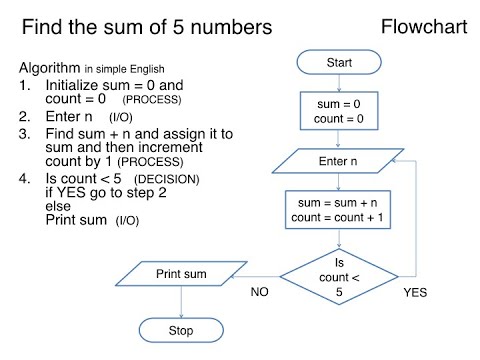 Find the sum of 5 numbers
Flowchart
Algorithm in simple English
1. Initialize sum = 0 and
count = 0 (PROCESS)
2. Enter n (I/O)
3. Find sum + n and assign it to
sum and then increment
count by 1 (PROCESS)
4. Is count < 5 (DECISION)
if YES go to step 2
else
Print sum (I/O)
Start
sum = 0
count = 0
Enter n
sum = sum + n
count = count + 1
Is
count <
5
NO
YES
Print sum
Stop